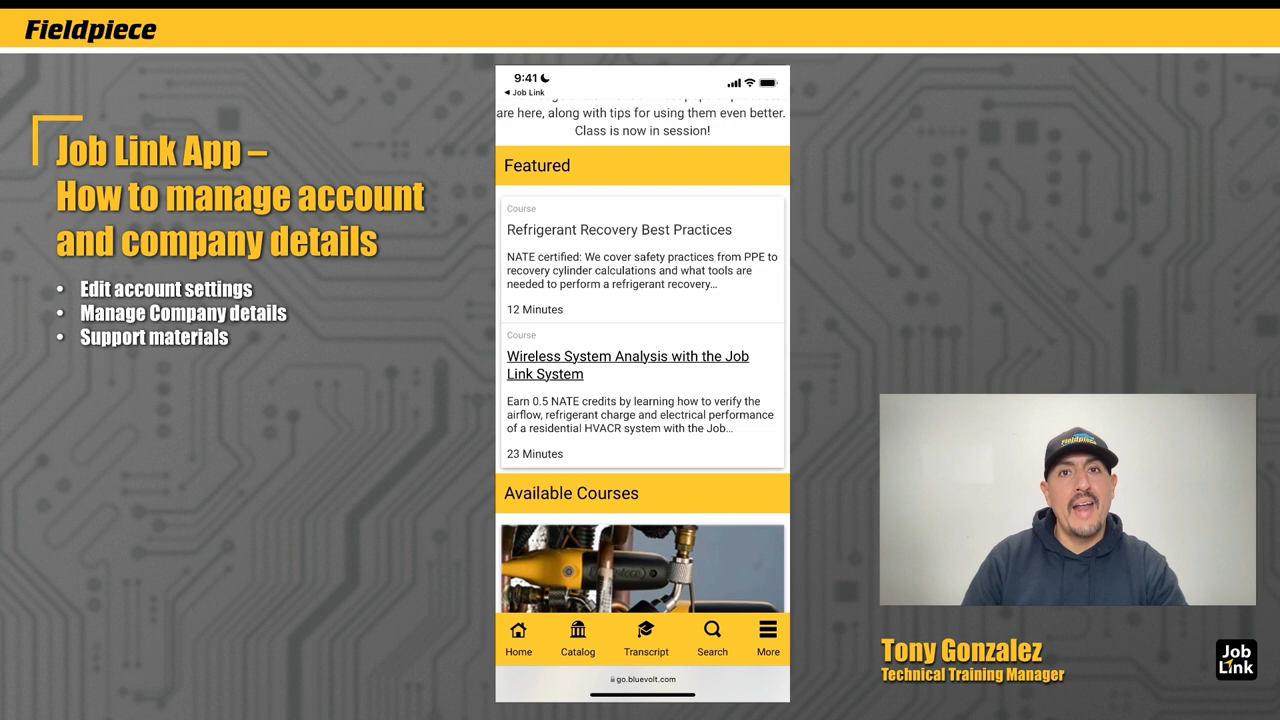 Fieldpiece
Job Link App –
How to manage account
and company details
• Edit account settings
• Manage Company details
• Support materials
9:41
◀ Job Link
are here, along with tips for using them even better.
Class is now in session!
Featured
Course
Refrigerant Recovery Best Practices
NATE certified: We cover safety practices from PPE to
recovery cylinder calculations and what tools are
needed to perform a refrigerant recovery...
12 Minutes
Course
Wireless System Analysis with the Job
Link System
Earn 0.5 NATE credits by learning how to verify the
airflow, refrigerant charge and electrical performance
of a residential HVACR system with the Job...
23 Minutes
Available Courses
Home
Catalog
Transcript
Search
More
go.bluevolt.com
Fieldpiece
Tony Gonzalez
Technical Training Manager
Job
Link